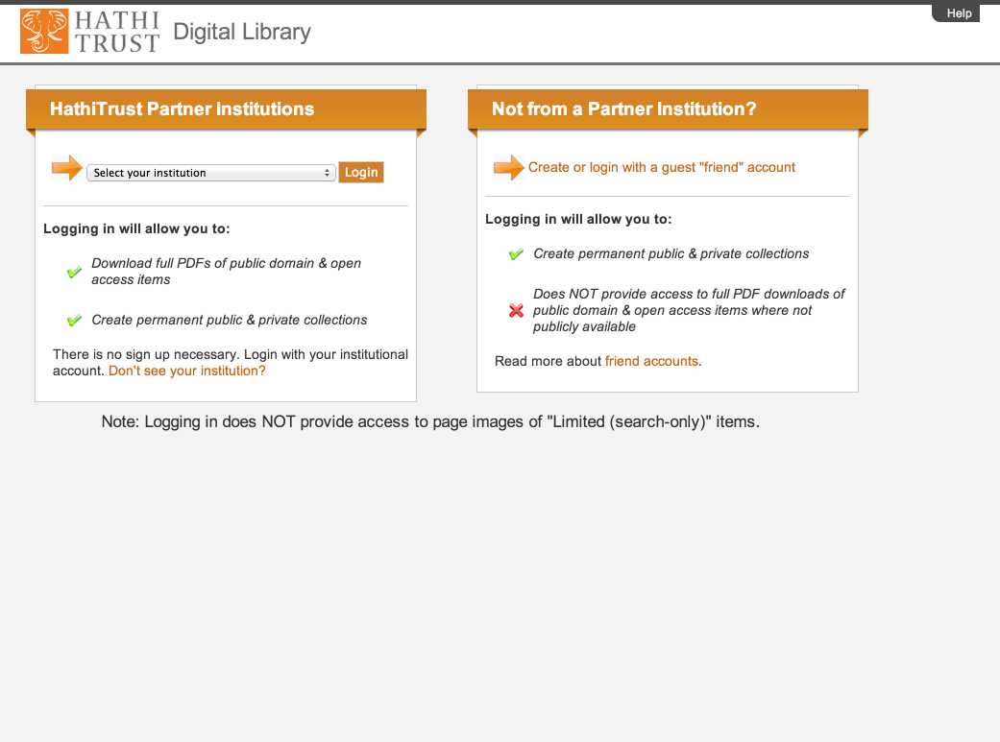 Help
HATHI
TRUST
Digital Library
HathiTrust Partner Institutions
Select your institution
Login
Logging in will allow you to:
Download full PDFs of public domain & open
access items
Create permanent public & private collections
There is no sign up necessary. Login with your institutional
account. Don't see your institution?
Not from a Partner Institution?
Create or login with a guest "friend" account
Logging in will allow you to:
Create permanent public & private collections
Does NOT provide access to full PDF downloads of
public domain & open access items where not
publicly available
Read more about friend accounts.
Note: Logging in does NOT provide access to page images of "Limited (search-only)" items.